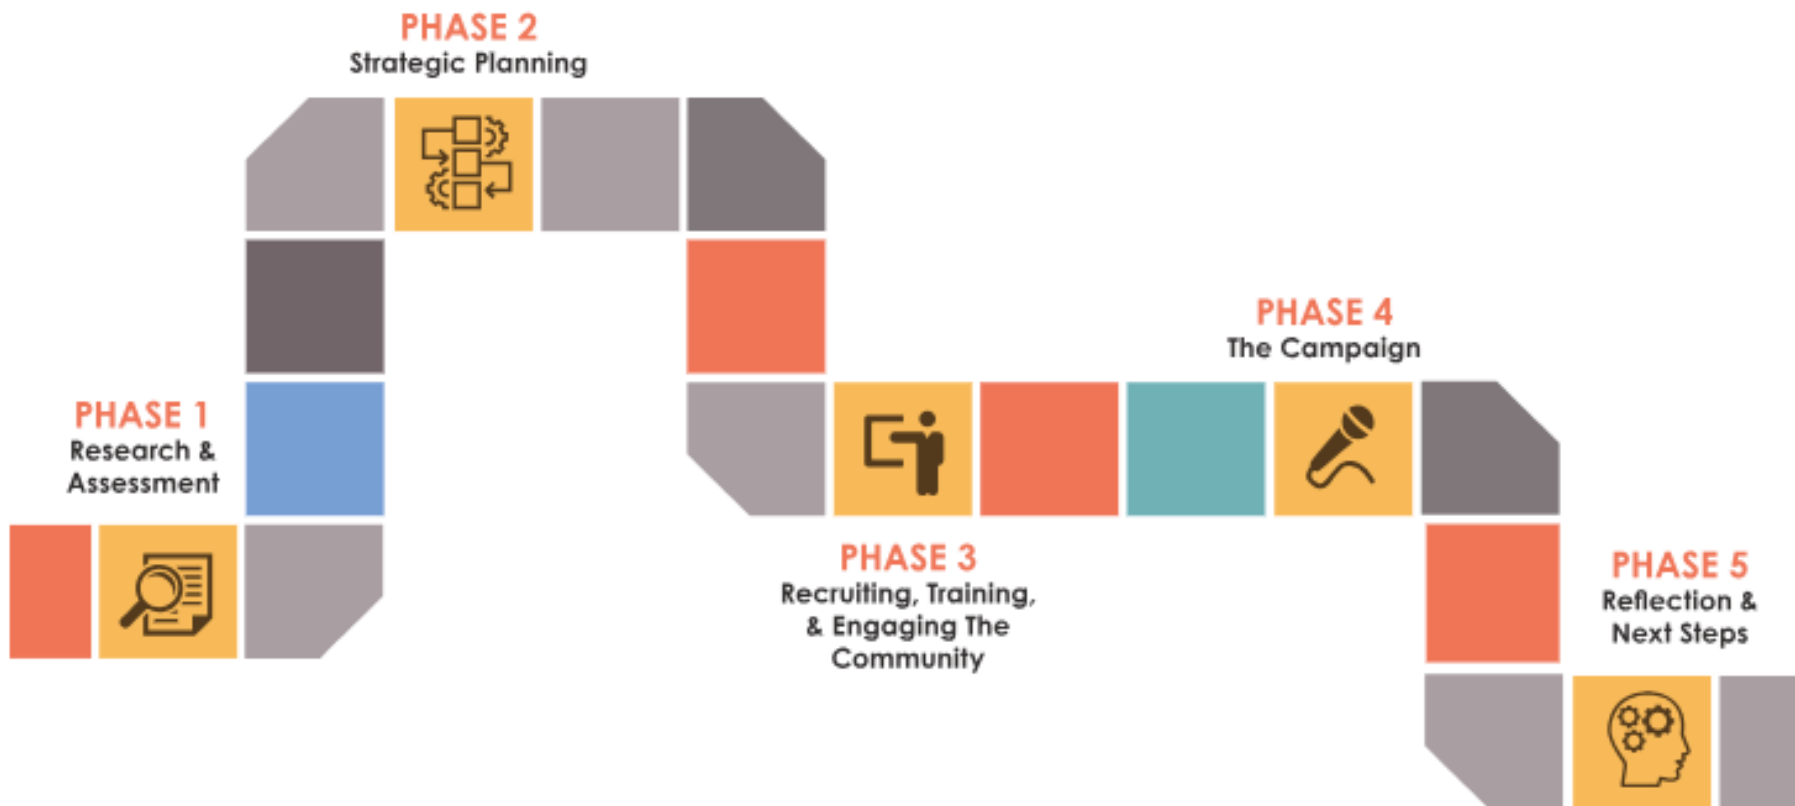 PHASE 1
Research &
Assessment
PHASE 2
Strategic Planning
PHASE 3
Recruiting, Training,
& Engaging The
Community
PHASE 4
The Campaign
PHASE 5
Reflection &
Next Steps